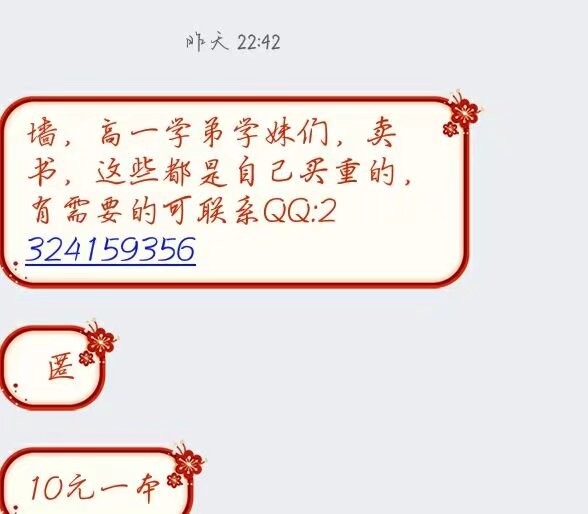 昨天 22:42
墙，高一学弟学妹们，卖
书，这些都是自己买重的，
有需要的可联系QQ:2
324159356
匿
10元一本